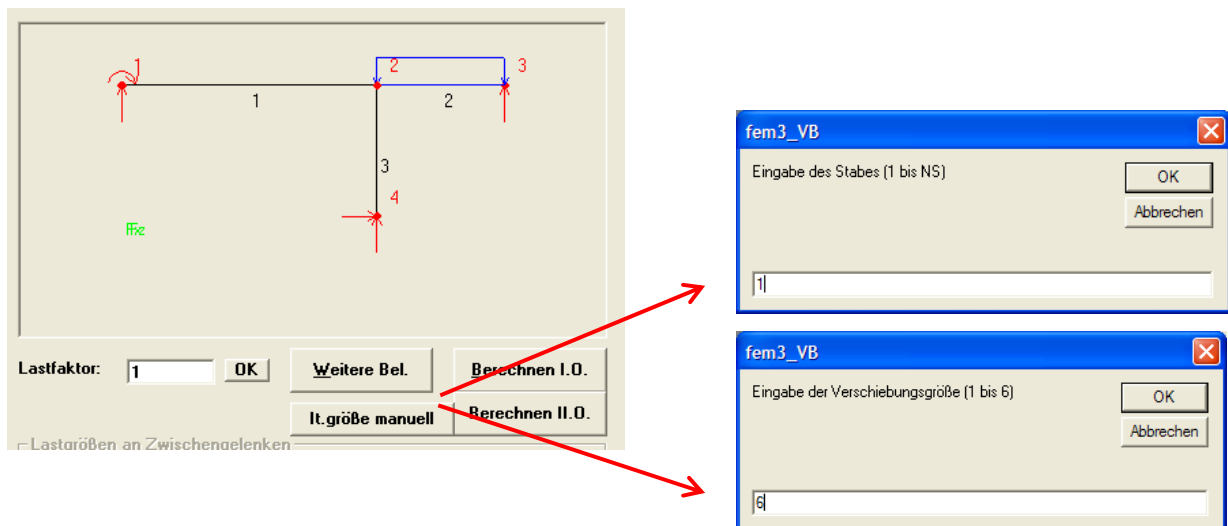 1
2
3
1
2
3
4
Lastfaktor:
1
OK
Weitere Bel.
Berechnen I.O.
It.größe manuell
Berechnen II.O.
Lastgrößen an Zwischengelenken
fem3_VB
Eingabe des Stabes (1 bis NS)
OK
Abbrechen
1
fem3_VB
Eingabe der Verschiebungsgröße (1 bis 6)
OK
Abbrechen
6